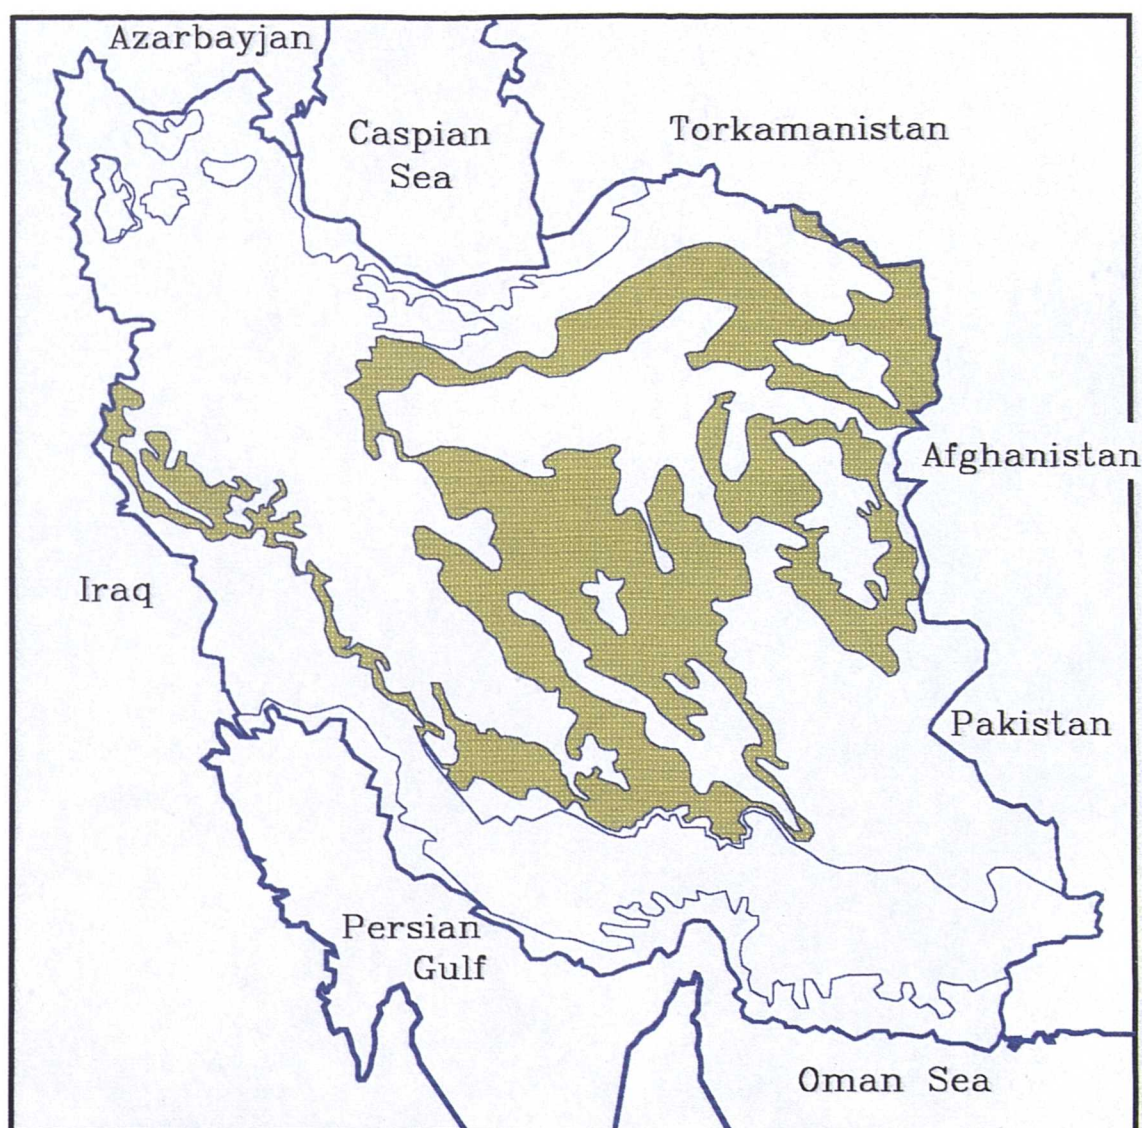 Azarbayjan
Caspian
Sea
Torkamanistan
Afghanistan
Iraq
Pakistan
Persian
Gulf
Oman Sea